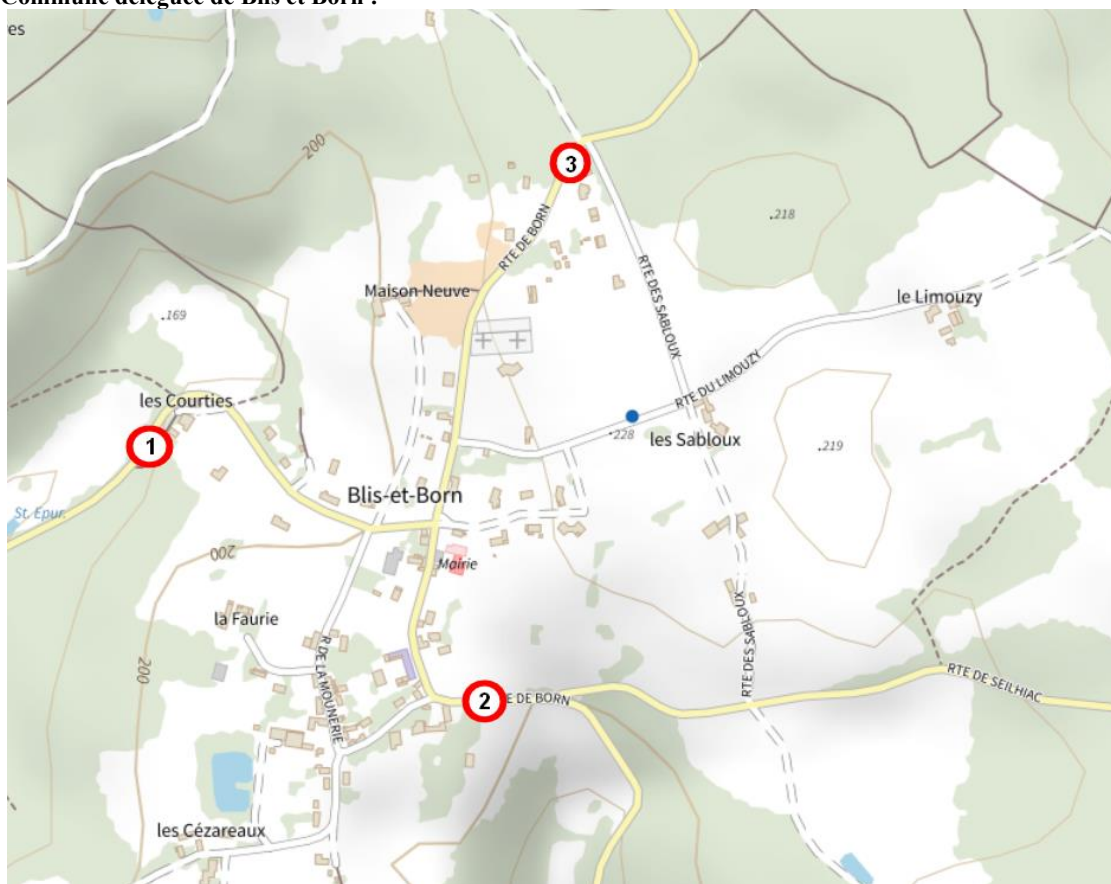 Commune déléguée de Blis et Born :
es
200
3
.218
RTE DE BORN
RTE DES SABLOUX
Maison Neuve
le Limouzy
.169
les Courties
RTE DU LIMOUZY
1
.228
les Sabloux
.219
Blis-et-Born
St. Epur.
200
Mairie
la Faurie
R DE LA MOUNERIE
RTE DES SABLOUX
200
RTE DE SEILHIAC
2
E DE BORN
les Cézareaux